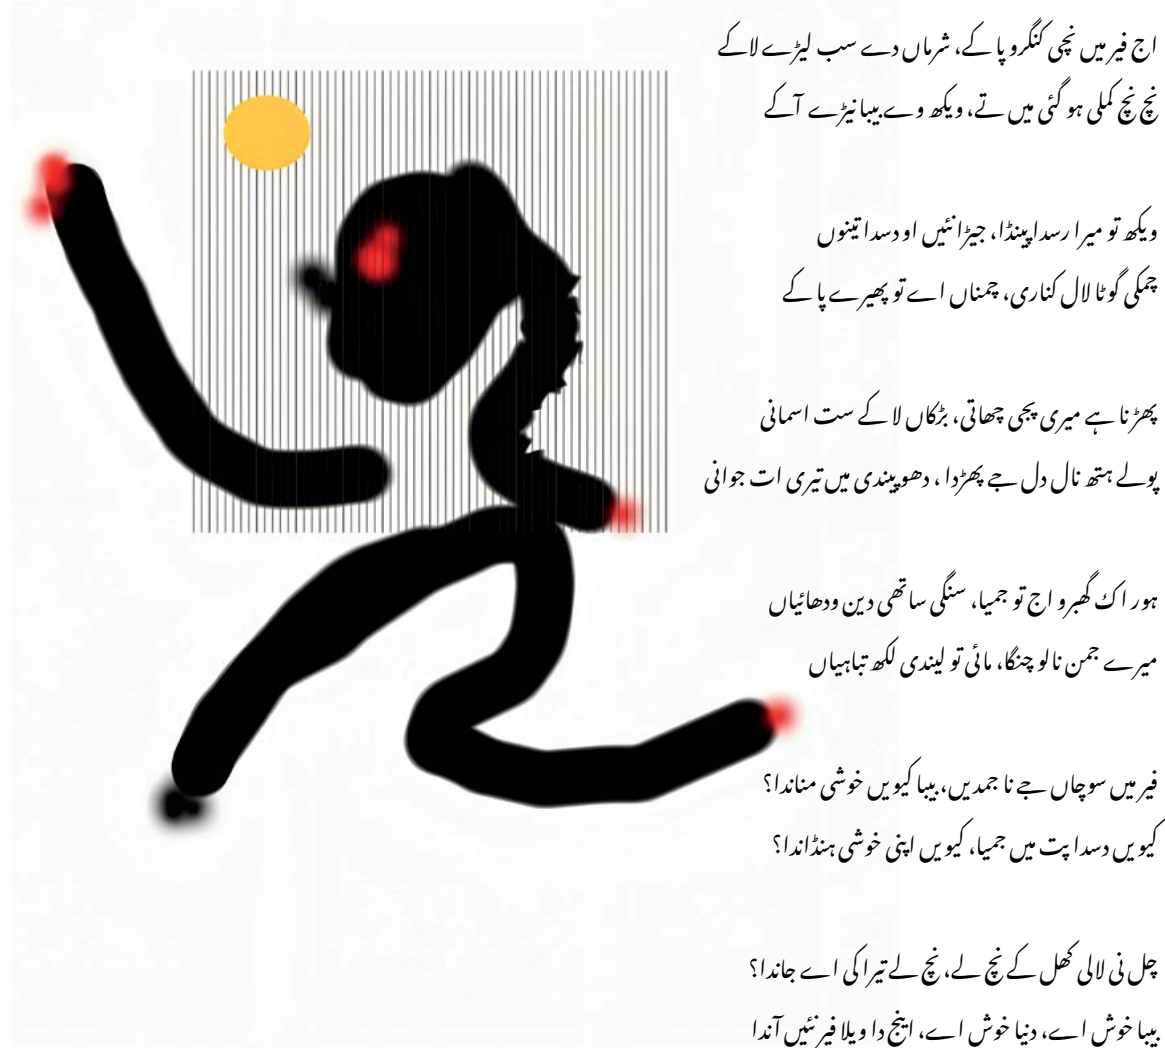 اج فیر میں نچی کنگرو پا کے، شرماں دے سب لیڑے لا کے
نچ نچ کملی ہو گئی میں تے، ویکھ وے بیبا نیڑے آ کے
ویکھ تو میرا رسدا پینڈا، جیڑا نئیں او دسدا تینوں
چمکی گوٹا لال کناری، چمناں اے تو پھیرے پا کے
پھڑنا ہے میری پجی چھاتی، بڑکاں لا کے ست اسمانی
پولے ہتھ نال دل جے پھڑدا، دھو پیندی میں تیری ات جوانی
ہور اک گھبرو اج تو جمیا، سنگی ساتھی دین ودھائیاں
میرے جمن نالو چنگا، مائی تو لیندی لکھ تباہیاں
فیر میں سوچاں جے نا جمدیں، بیبا کیویں خوشی مناندا؟
کیویں دسدا پت میں جمیا، کیویں اپنی خوشی ہنڈاندا؟
چل نی لالی کھل کے نچ لے، نچ لے تیرا کی اے جاندا؟
بیبا خوش اے، دنیا خوش اے، اینج دا ویلا فیر نئیں آندا